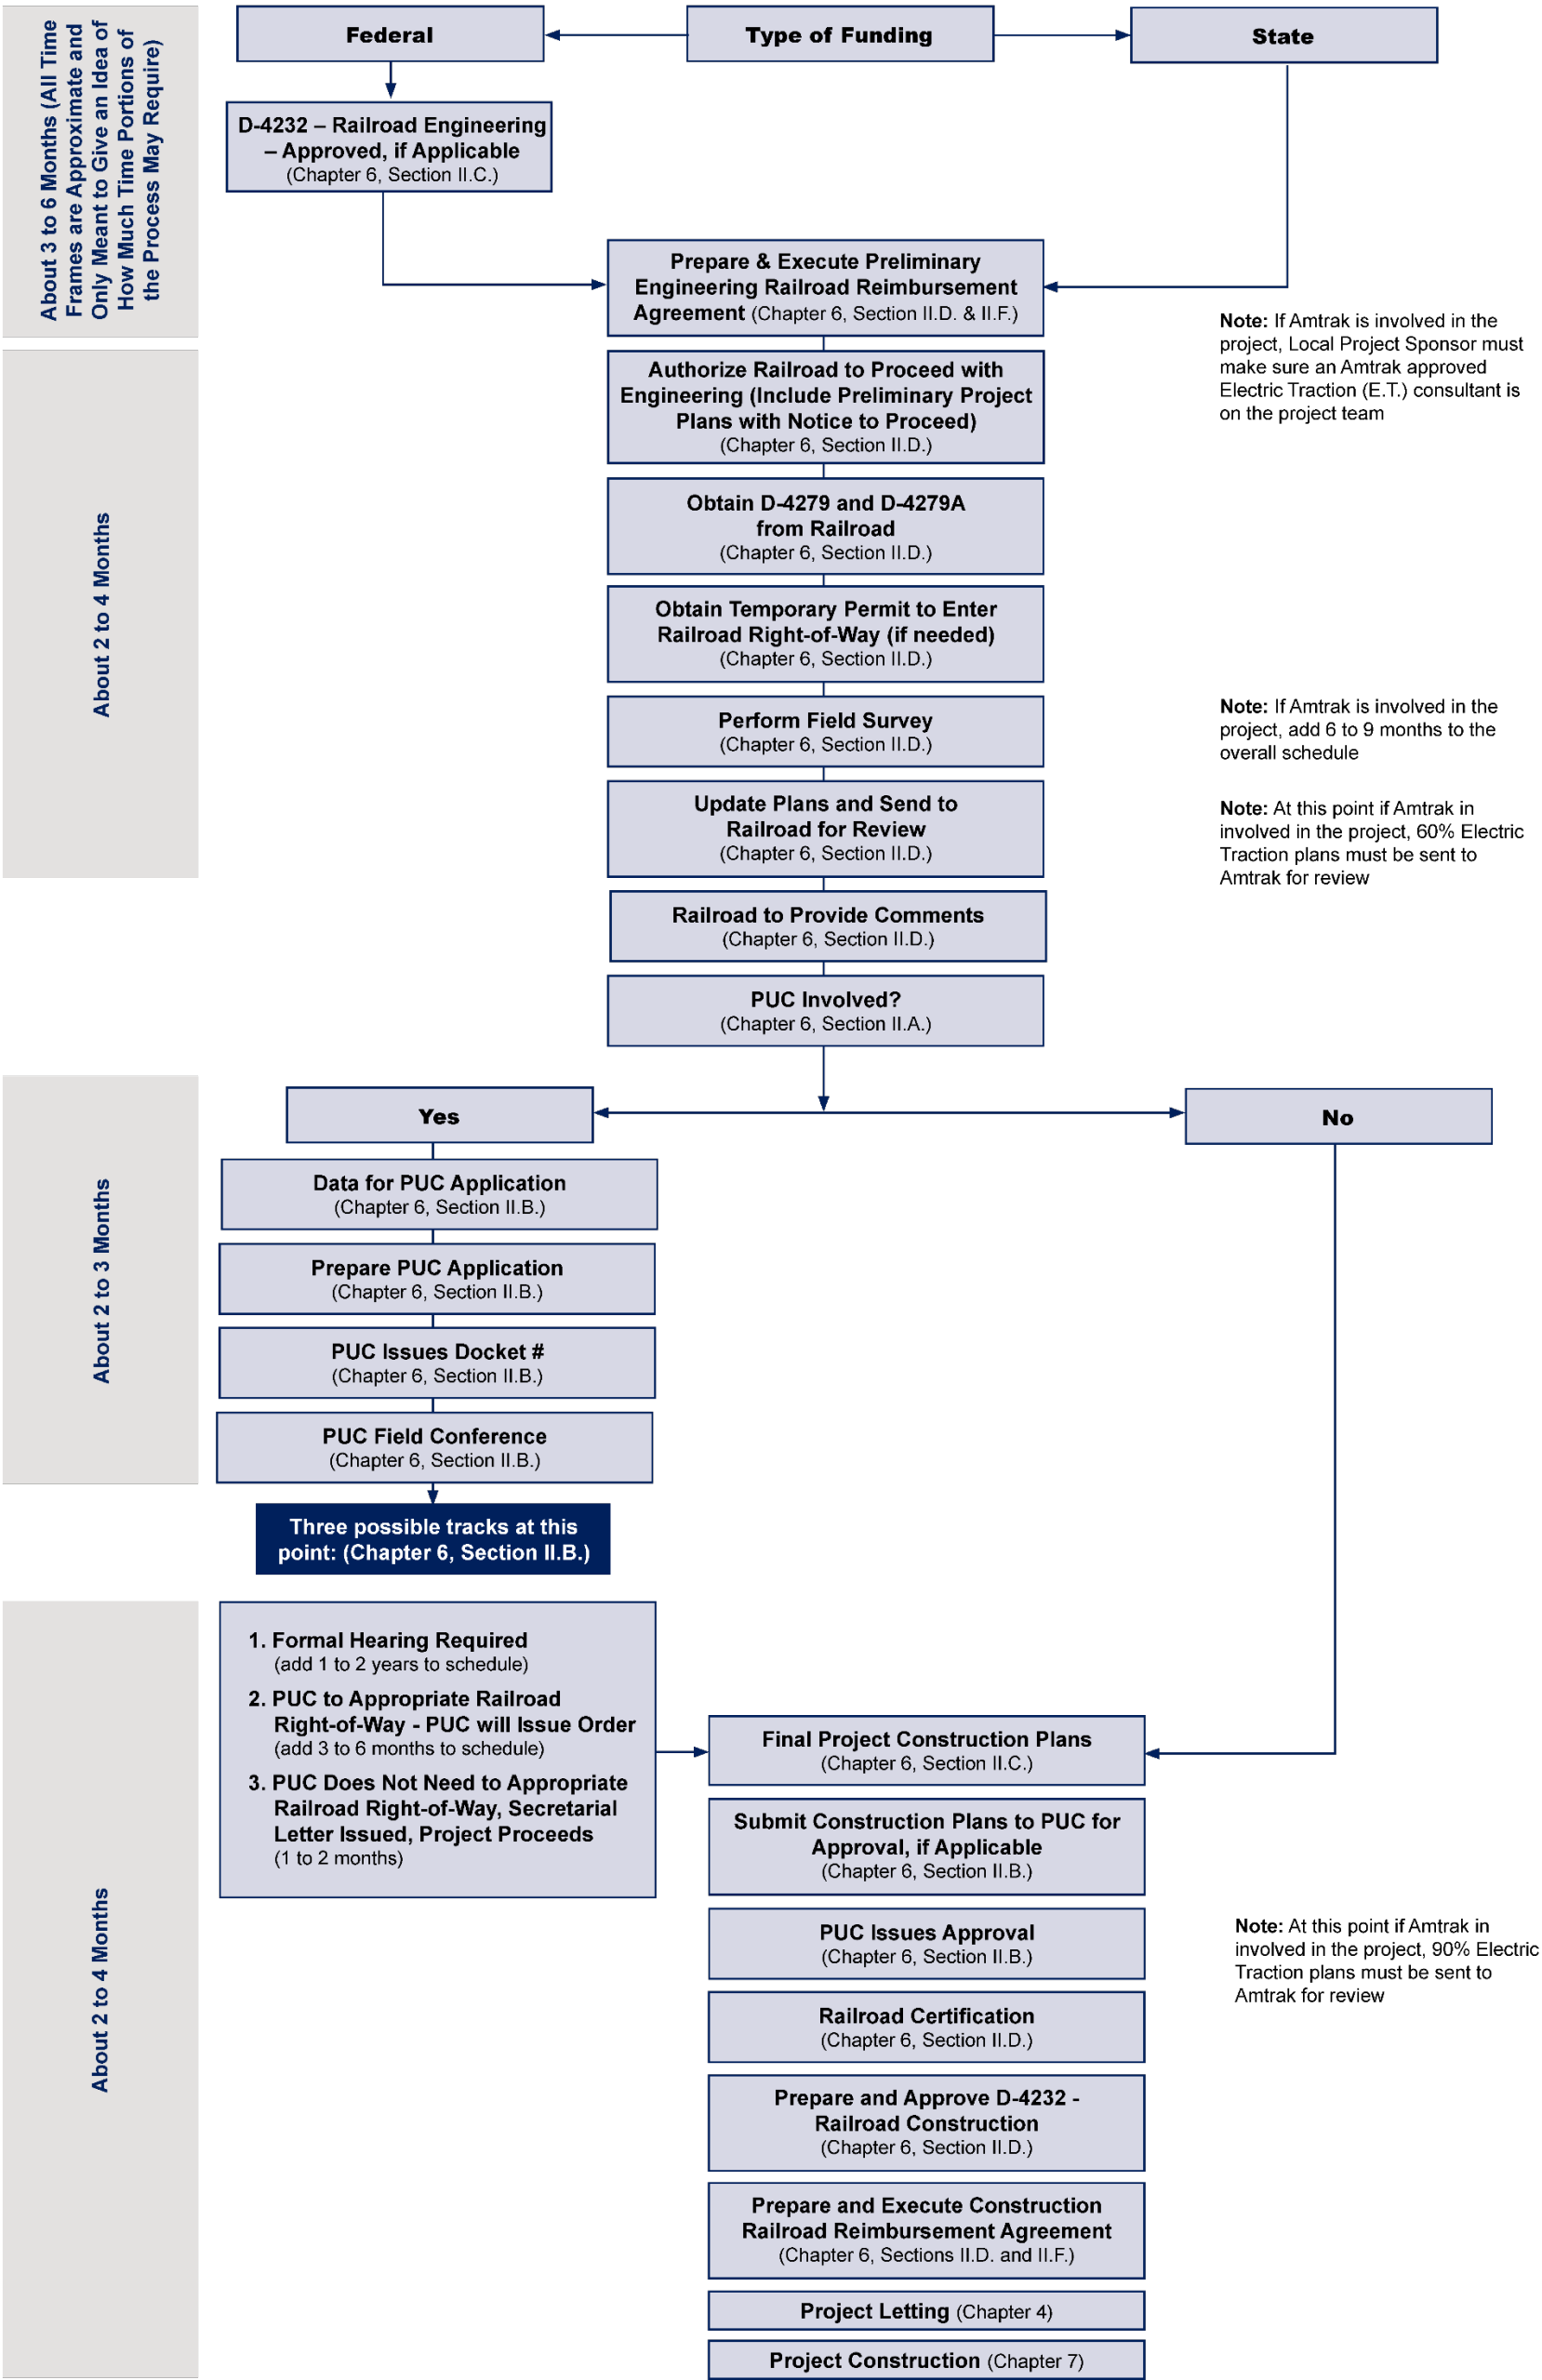 About 3 to 6 Months (All Time
Frames are Approximate and
Only Meant to Give an Idea of
How Much Time Portions of
the Process May Require)
Federal
Type of Funding
State
D-4232 – Railroad Engineering
– Approved, if Applicable
(Chapter 6, Section II.C.)
Prepare & Execute Preliminary
Engineering Railroad Reimbursement
Agreement (Chapter 6, Section II.D. & II.F.)
Note: If Amtrak is involved in the
project, Local Project Sponsor must
make sure an Amtrak approved
Electric Traction (E.T.) consultant is
on the project team
About 2 to 4 Months
Authorize Railroad to Proceed with
Engineering (Include Preliminary Project
Plans with Notice to Proceed)
(Chapter 6, Section II.D.)
Obtain D-4279 and D-4279A
from Railroad
(Chapter 6, Section II.D.)
Obtain Temporary Permit to Enter
Railroad Right-of-Way (if needed)
(Chapter 6, Section II.D.)
Perform Field Survey
(Chapter 6, Section II.D.)
Note: If Amtrak is involved in the
project, add 6 to 9 months to the
overall schedule
Update Plans and Send to
Railroad for Review
(Chapter 6, Section II.D.)
Note: At this point if Amtrak in
involved in the project, 60% Electric
Traction plans must be sent to
Amtrak for review
Railroad to Provide Comments
(Chapter 6, Section II.D.)
PUC Involved?
(Chapter 6, Section II.A.)
About 2 to 3 Months
Yes
No
Data for PUC Application
(Chapter 6, Section II.B.)
Prepare PUC Application
(Chapter 6, Section II.B.)
PUC Issues Docket #
(Chapter 6, Section II.B.)
PUC Field Conference
(Chapter 6, Section II.B.)
Three possible tracks at this
point: (Chapter 6, Section II.B.)
About 2 to 4 Months
1. Formal Hearing Required
(add 1 to 2 years to schedule)
2. PUC to Appropriate Railroad
Right-of-Way - PUC will Issue Order
(add 3 to 6 months to schedule)
3. PUC Does Not Need to Appropriate
Railroad Right-of-Way, Secretarial
Letter Issued, Project Proceeds
(1 to 2 months)
Final Project Construction Plans
(Chapter 6, Section II.C.)
Submit Construction Plans to PUC for
Approval, if Applicable
(Chapter 6, Section II.B.)
PUC Issues Approval
(Chapter 6, Section II.B.)
Note: At this point if Amtrak in
involved in the project, 90% Electric
Traction plans must be sent to
Amtrak for review
Railroad Certification
(Chapter 6, Section II.D.)
Prepare and Approve D-4232 -
Railroad Construction
(Chapter 6, Section II.D.)
Prepare and Execute Construction
Railroad Reimbursement Agreement
(Chapter 6, Sections II.D. and II.F.)
Project Letting (Chapter 4)
Project Construction (Chapter 7)